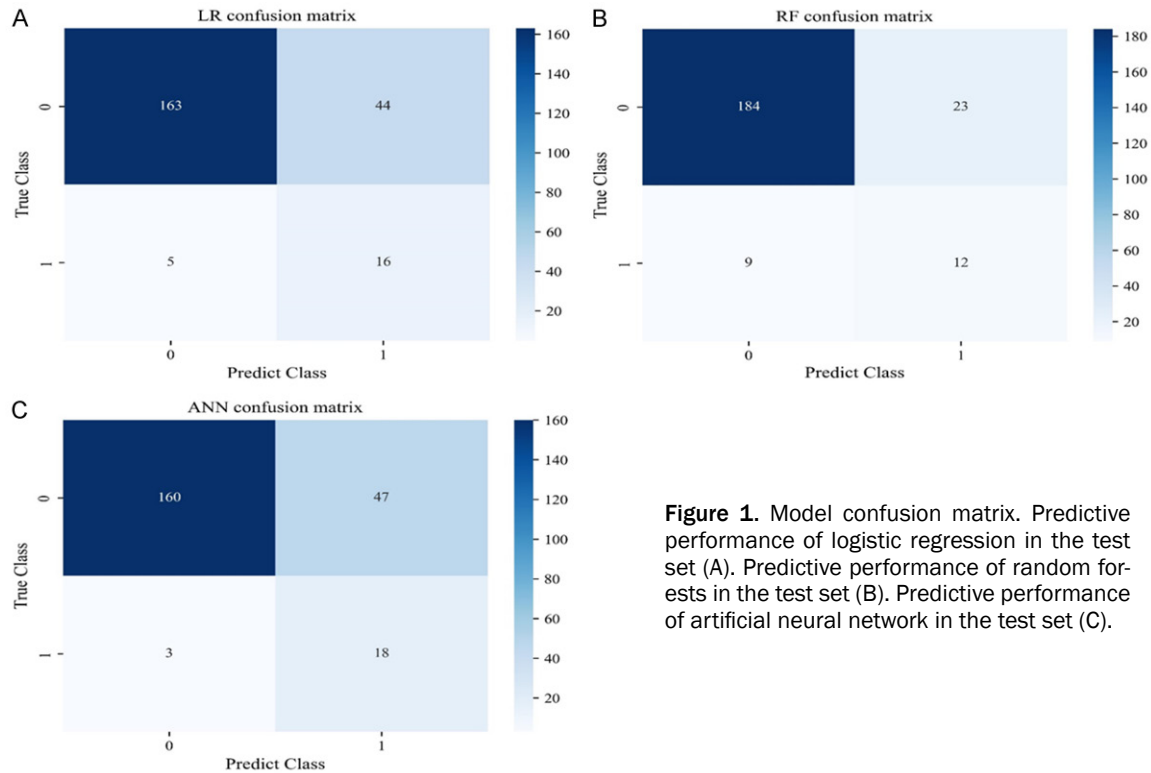 A
LR confusion matrix
163 44
5 16
0
1
True Class
0 1
Predict Class
160
140
120
100
80
60
40
20
B
RF confusion matrix
184 23
9 12
0
1
True Class
0 1
Predict Class
180
160
140
120
100
80
60
40
20
C
ANN confusion matrix
160 47
3 18
0
1
True Class
0 1
Predict Class
160
140
120
100
80
60
40
20
Figure 1. Model confusion matrix. Predictive
performance of logistic regression in the test
set (A). Predictive performance of random for-
ests in the test set (B). Predictive performance
of artificial neural network in the test set (C).